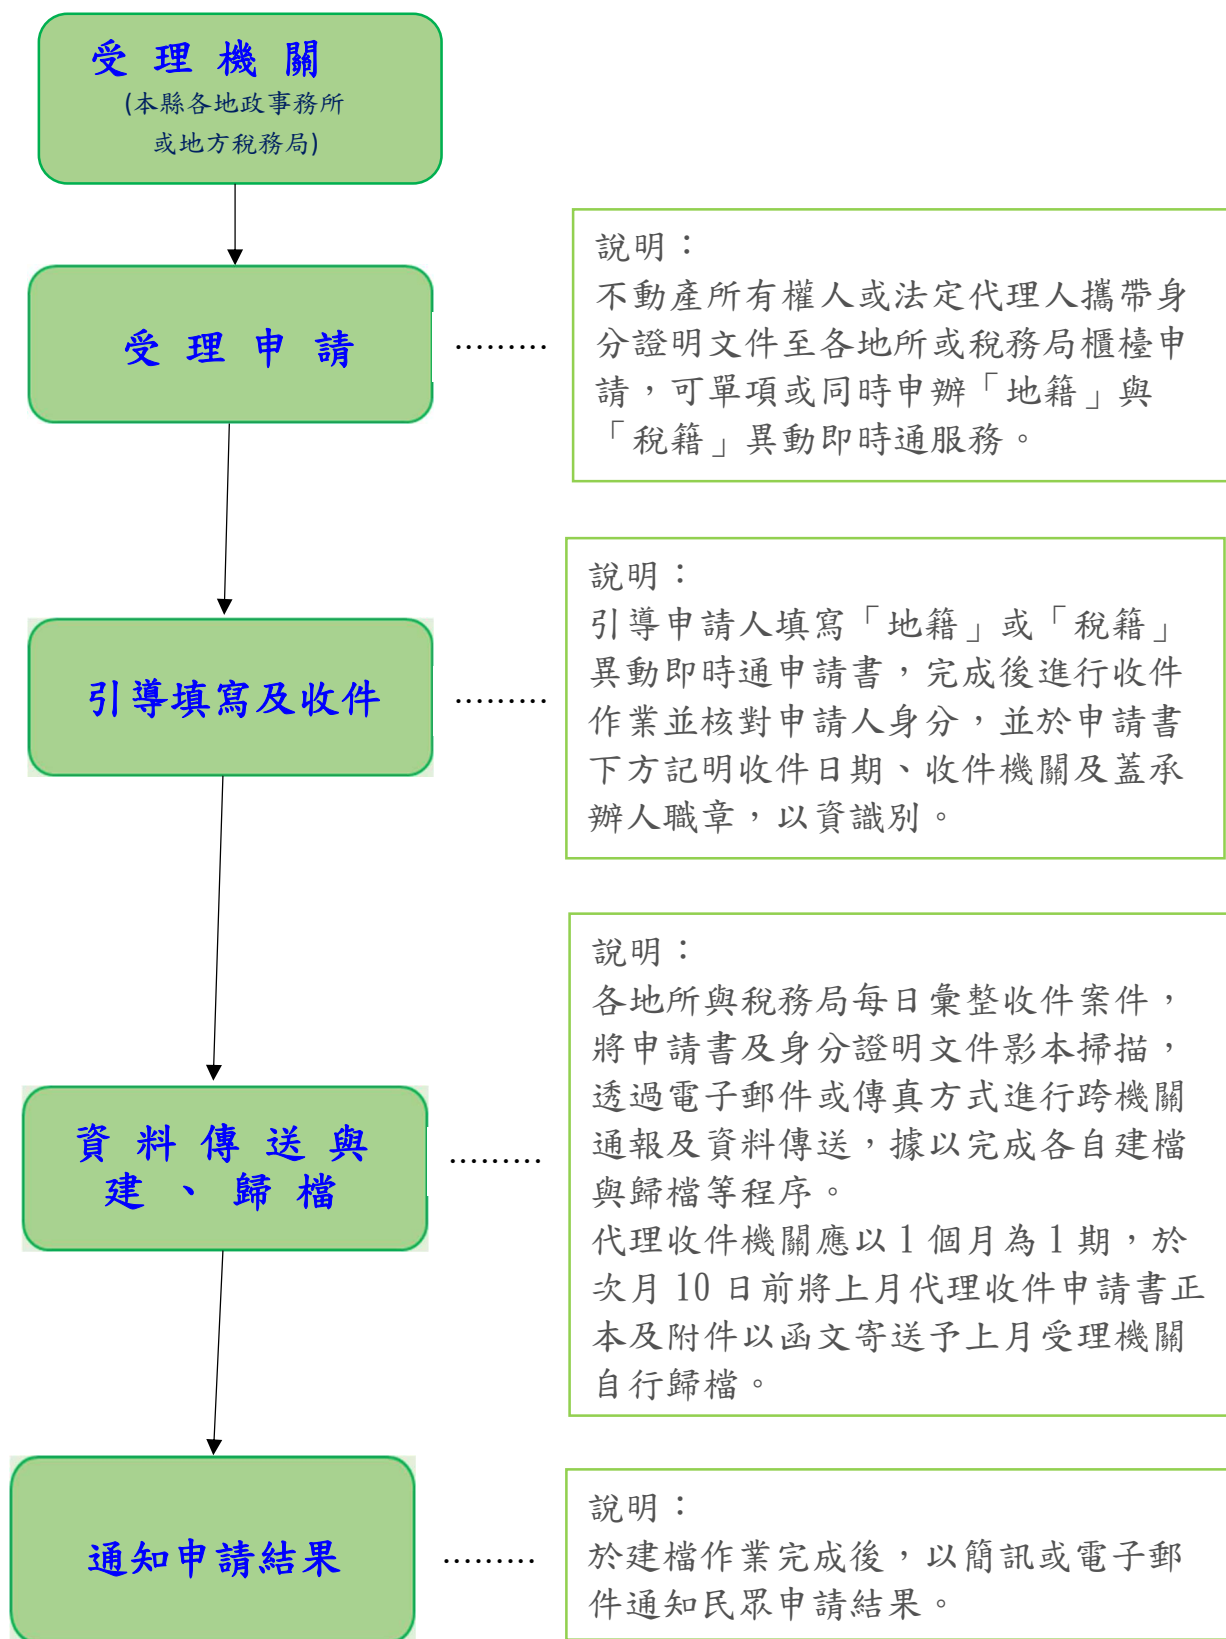 受理機關
(本縣各地政事務所
或地方稅務局)
受理申請
………
說明：
不動產所有權人或法定代理人攜帶身
分證明文件至各地所或稅務局櫃檯申
請，可單項或同時申辦「地籍」與
「稅籍」異動即時通服務。
引導填寫及收件
………
說明：
引導申請人填寫「地籍」或「稅籍」
異動即時通申請書，完成後進行收件
作業並核對申請人身分，並於申請書
下方記明收件日期、收件機關及蓋承
辦人職章，以資識別。
資料傳送與
建、歸檔
………
說明：
各地所與稅務局每日彙整收件案件，
將申請書及身分證明文件影本掃描，
透過電子郵件或傳真方式進行跨機關
通報及資料傳送，據以完成各自建檔
與歸檔等程序。
代理收件機關應以1個月為1期，於
次月10日前將上月代理收件申請書正
本及附件以函文寄送予上月受理機關
自行歸檔。
通知申請結果
………
說明：
於建檔作業完成後，以簡訊或電子郵
件通知民眾申請結果。